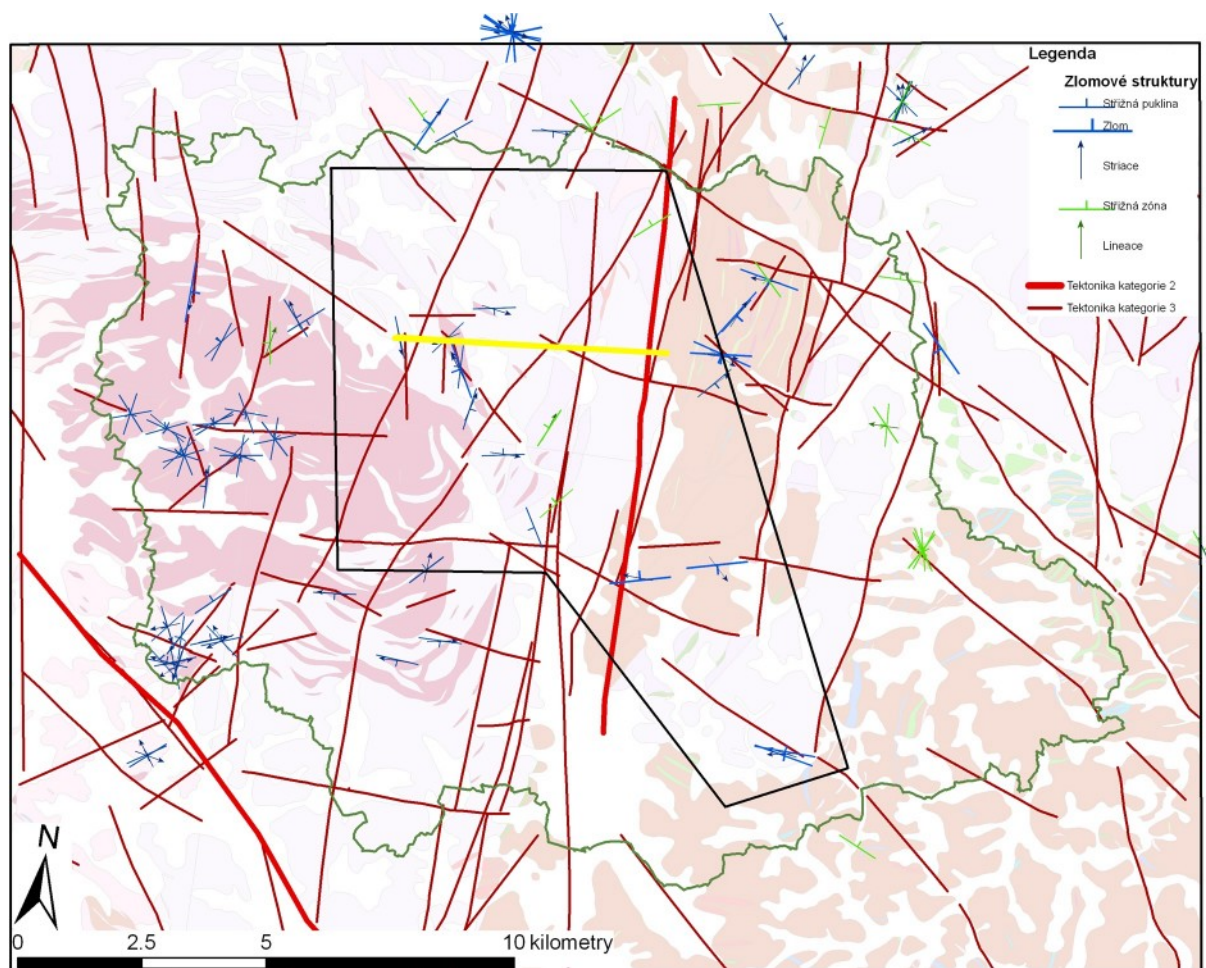 Legenda
Zlomové struktury
Střižná puklina
Zlom
Striace
Střižná zóna
Lineace
Tektonika kategorie 2
Tektonika kategorie 3
N
0 2.5 5 10 kilometry